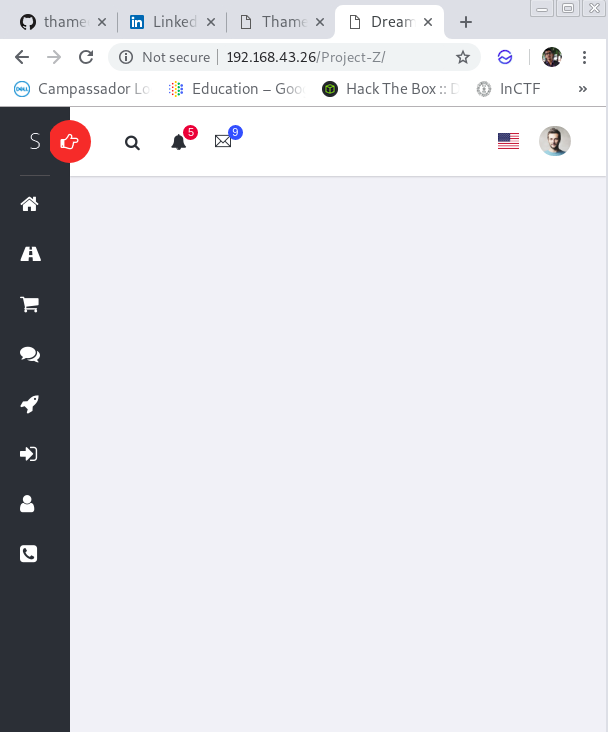 thame Linked Thame Dream
Not secure 192.168.43.26/Project-Z/
Campassador Lo Education – Goo Hack The Box :: D InCTF »
S 5 9